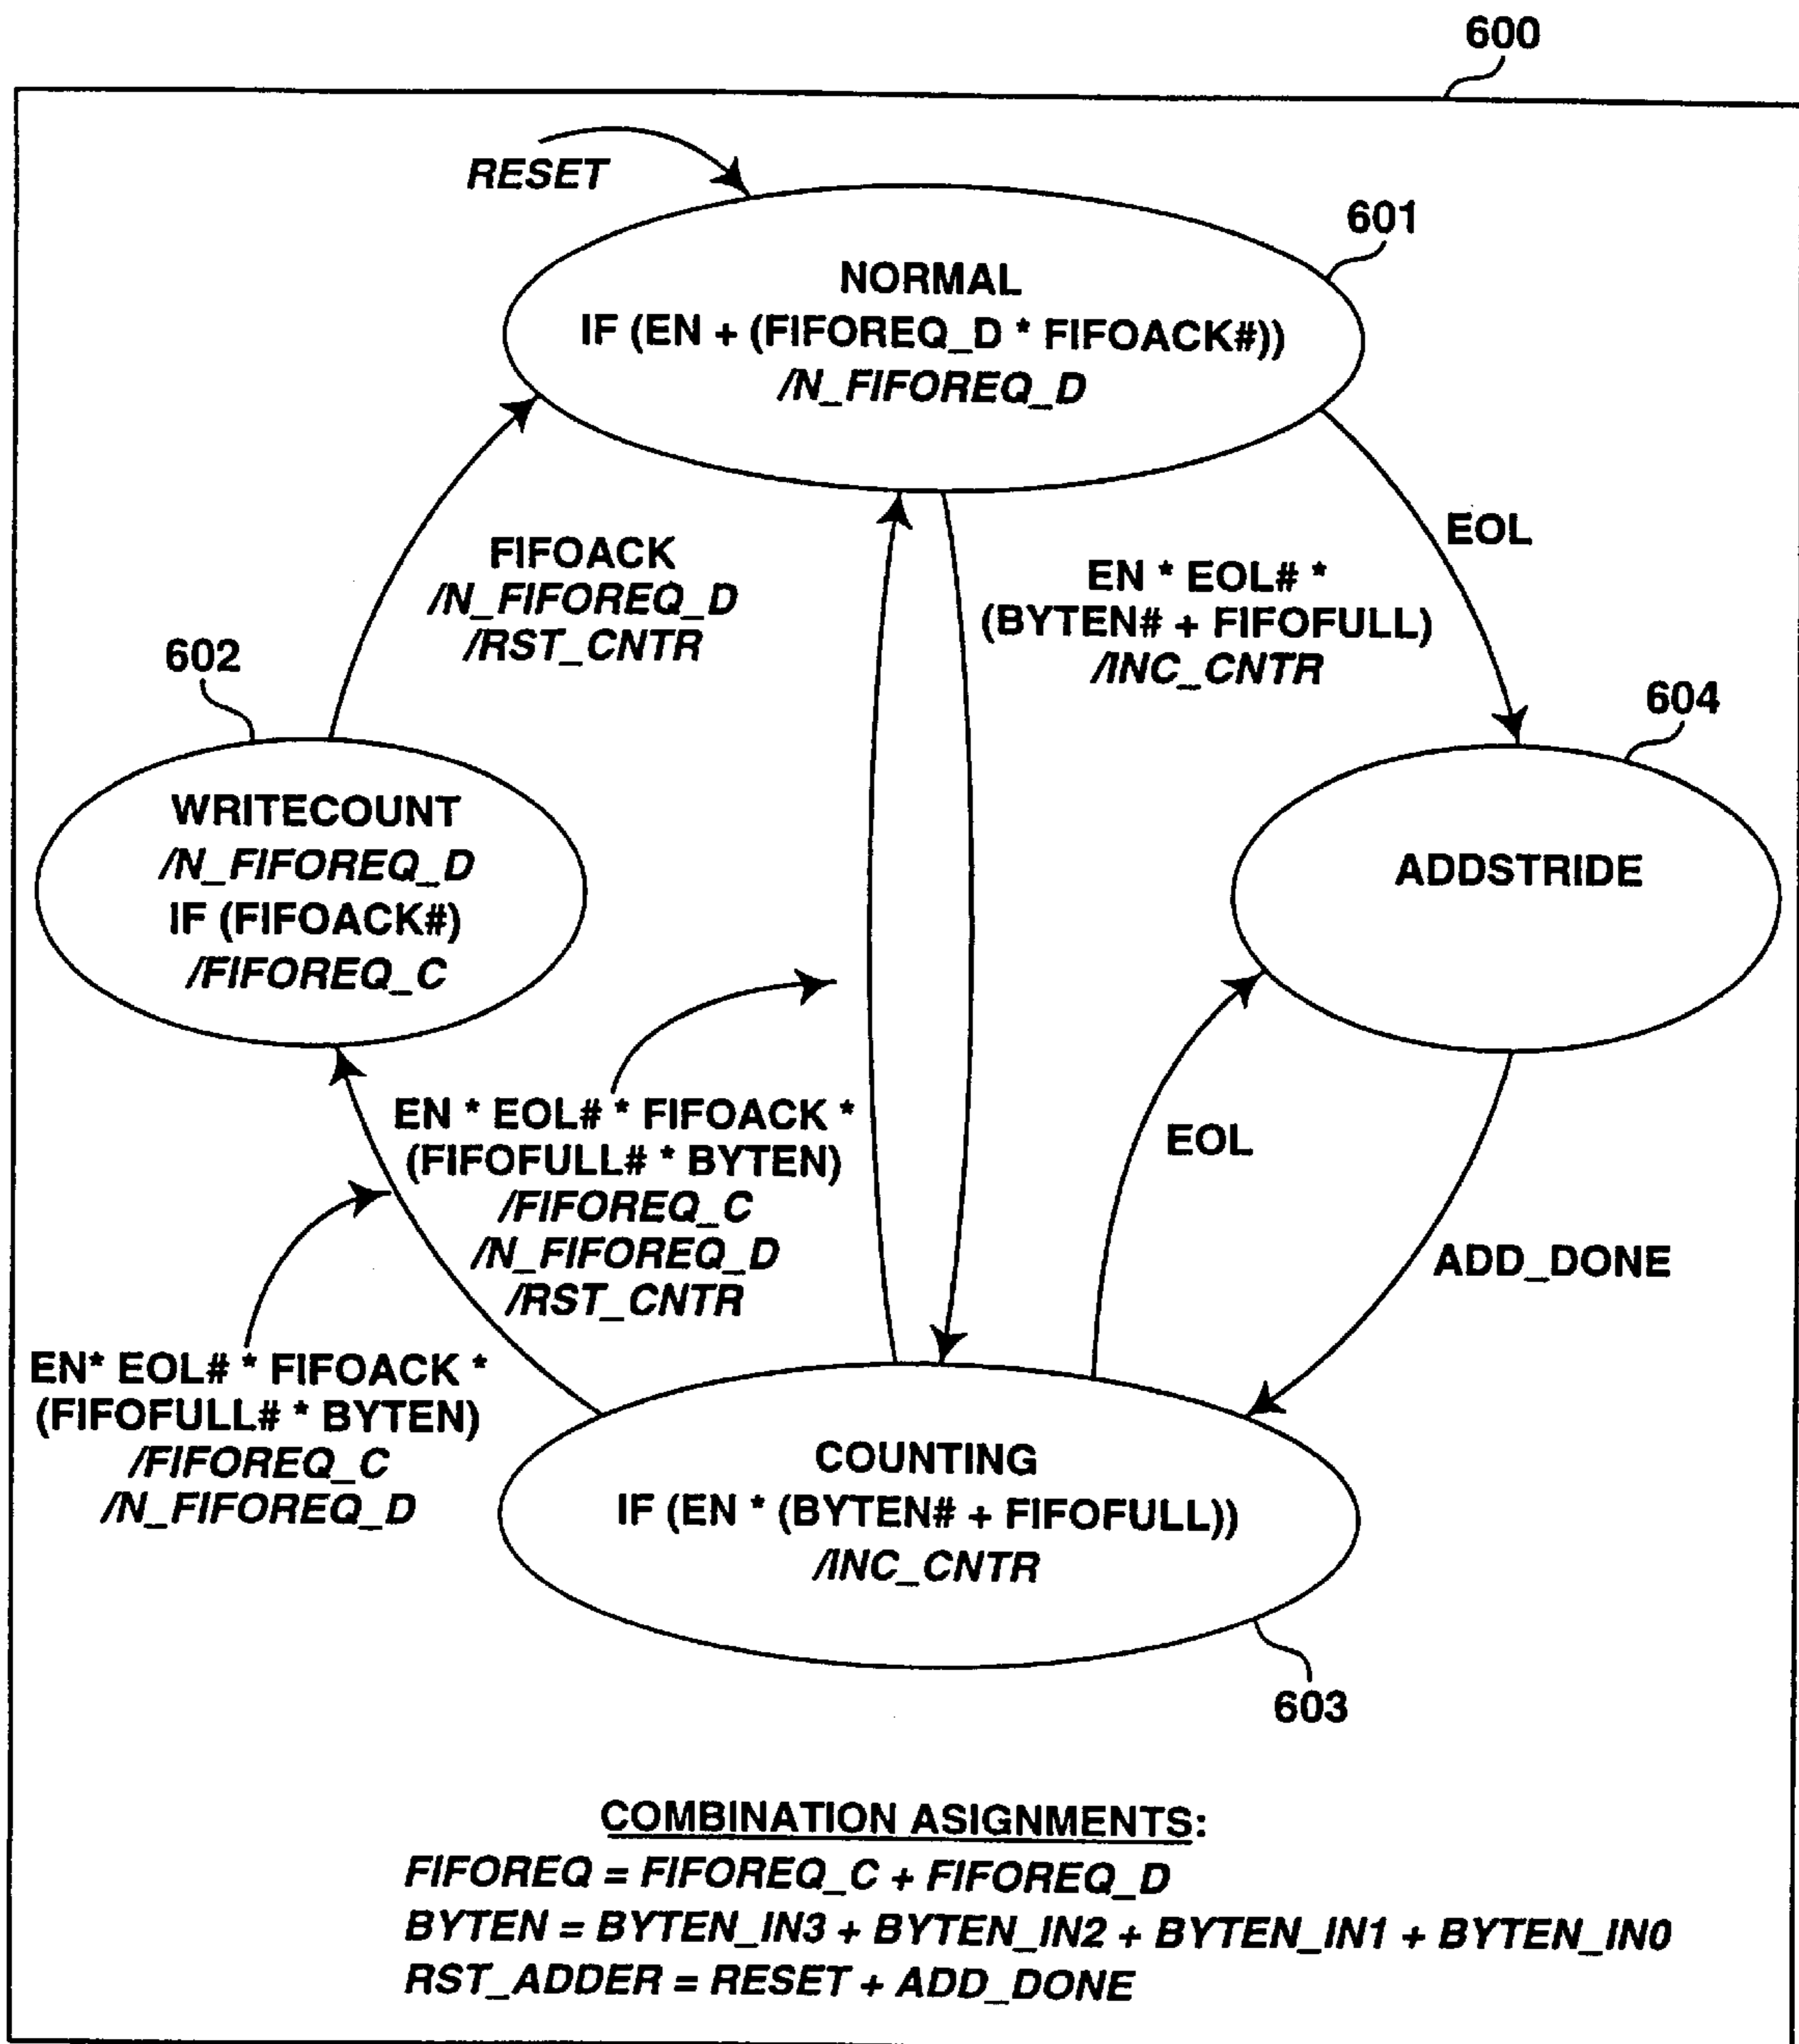 600
RESET
601
NORMAL
IF (EN + (FIFOREQ_D * FIFOACK#))
/N_FIFOREQ_D
EOL
FIFOACK
/N_FIFOREQ_D
/RST_CNTR
EN * EOL# *
(BYTEN# + FIFOFULL)
/INC_CNTR
602
604
WRITECOUNT
/N_FIFOREQ_D
IF (FIFOACK#)
/FIFOREQ_C
ADDSTRIDE
EN * EOL# * FIFOACK *
(FIFOFULL# * BYTEN)
/FIFOREQ_C
/N_FIFOREQ_D
/RST_CNTR
EOL
ADD_DONE
EN* EOL# * FIFOACK *
(FIFOFULL# * BYTEN)
/FIFOREQ_C
/N_FIFOREQ_D
COUNTING
IF (EN * (BYTEN# + FIFOFULL))
/INC_CNTR
603
COMBINATION ASIGNMENTS:
FIFOREQ = FIFOREQ_C + FIFOREQ_D
BYTEN = BYTEN_IN3 + BYTEN_IN2 + BYTEN_IN1 + BYTEN_IN0
RST_ADDER = RESET + ADD_DONE